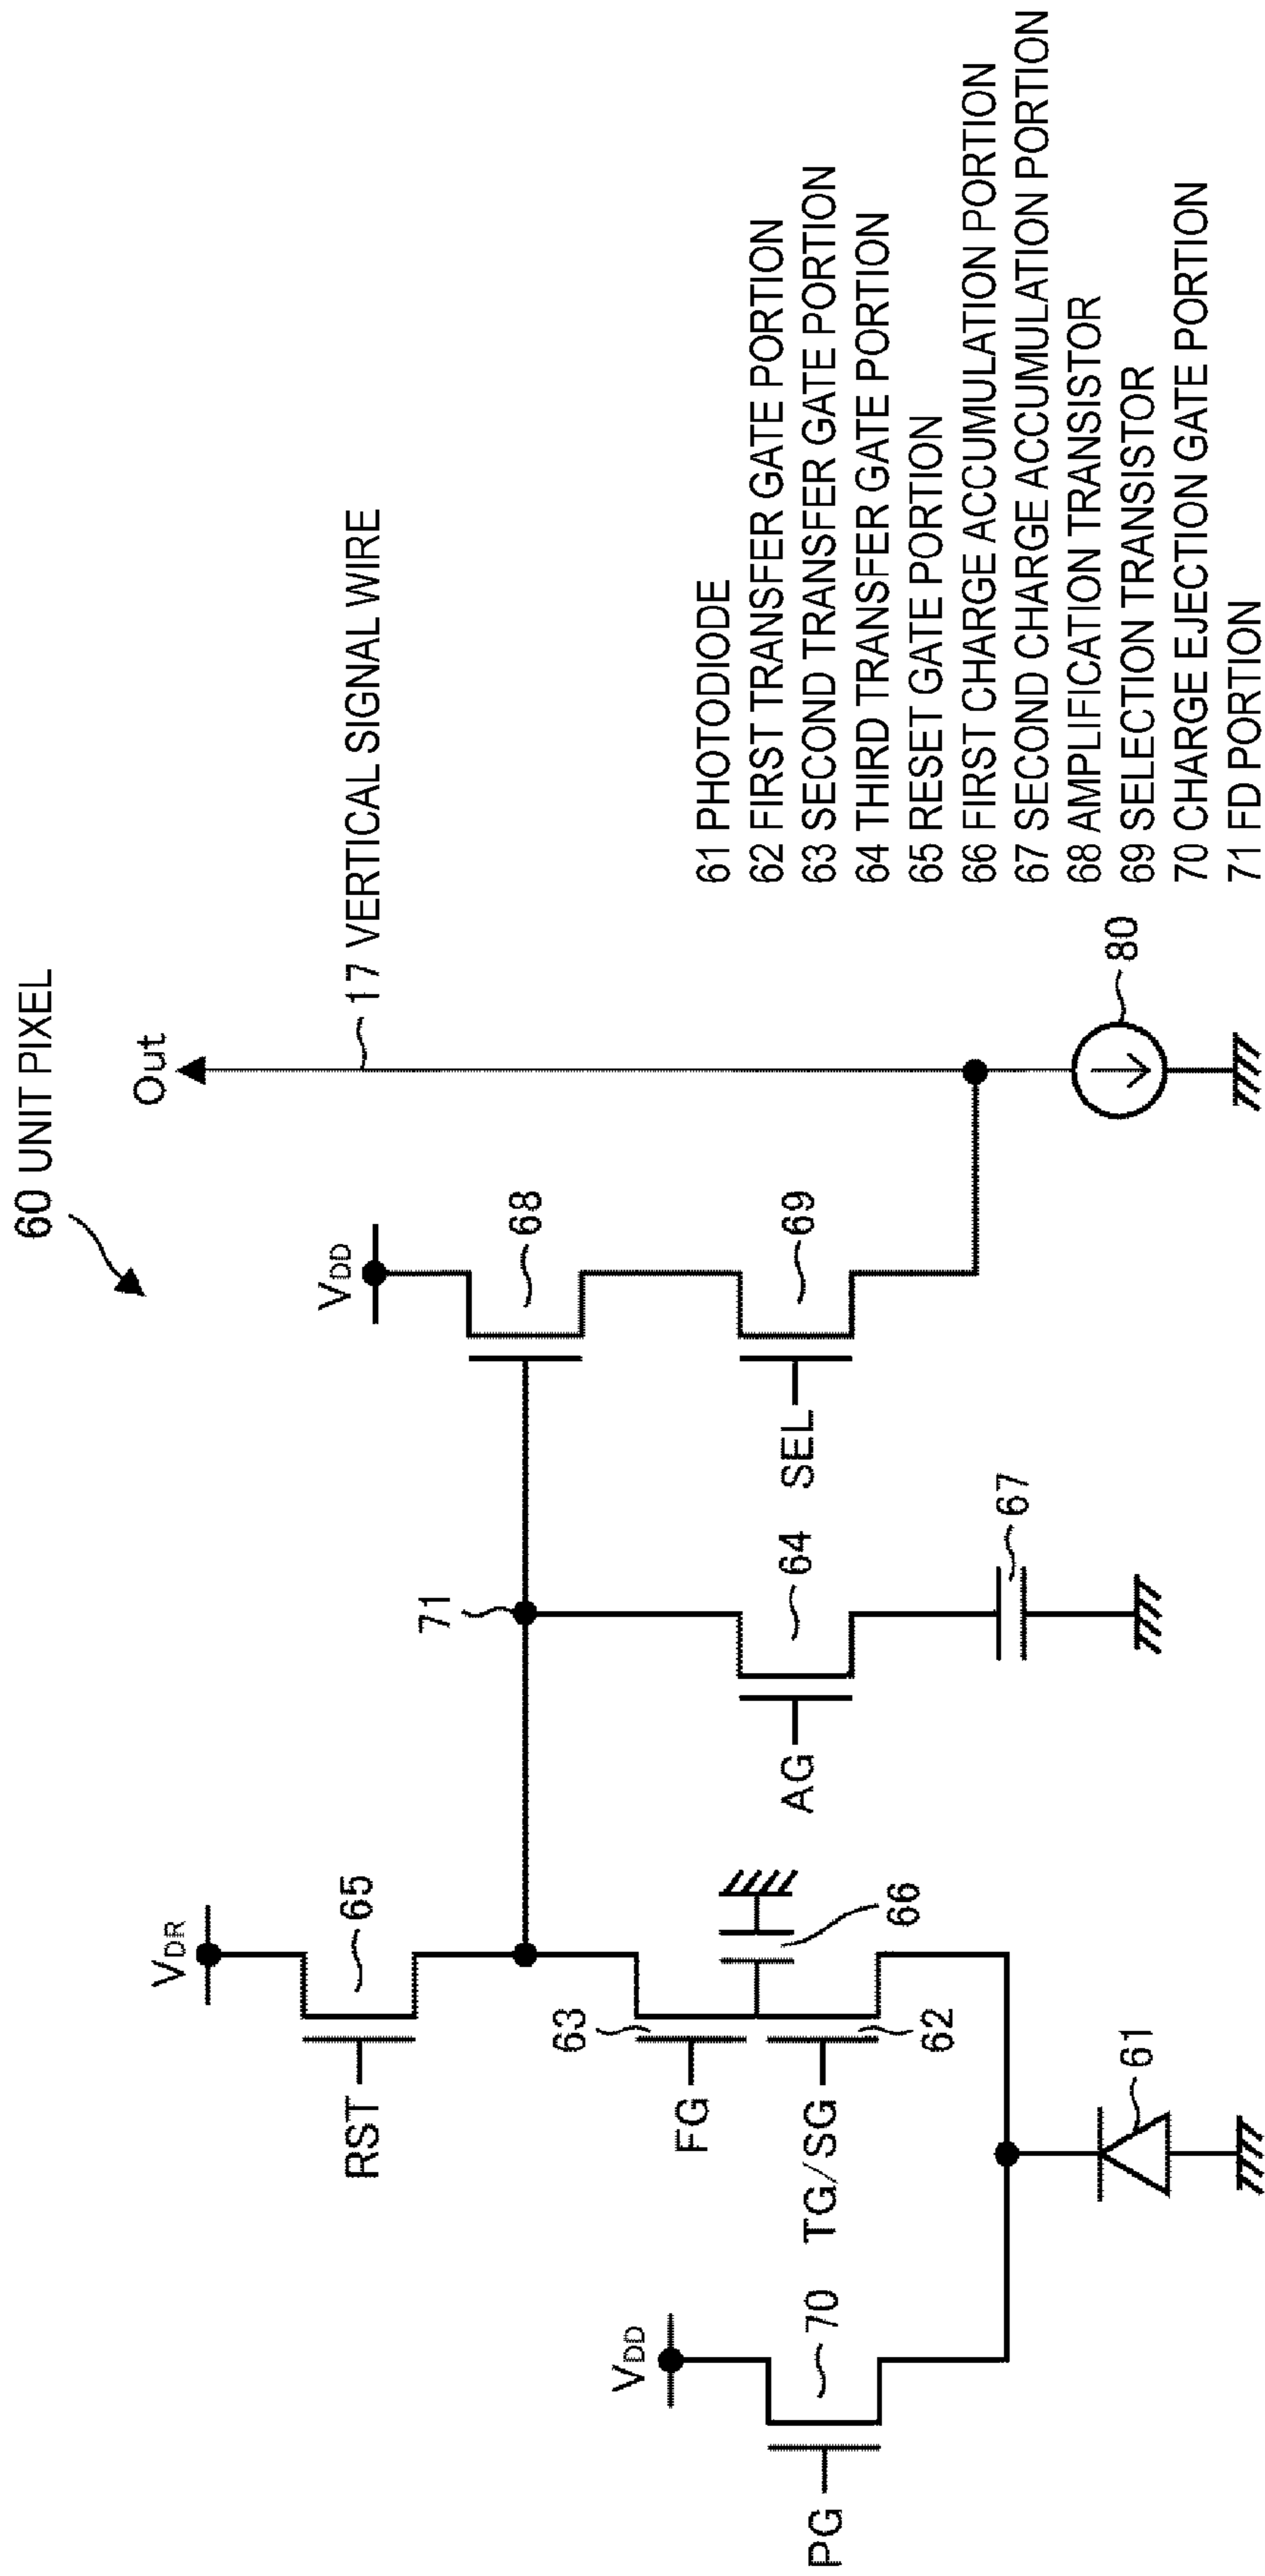 60 UNIT PIXEL
Out
17 VERTICAL SIGNAL WIRE
VDD
68
69
SEL
80
71
64
67
AG
VDR
65
RST
63
66
FG
62
TG/SG
61
VDD
70
PG
61 PHOTODIODE
62 FIRST TRANSFER GATE PORTION
63 SECOND TRANSFER GATE PORTION
64 THIRD TRANSFER GATE PORTION
65 RESET GATE PORTION
66 FIRST CHARGE ACCUMULATION PORTION
67 SECOND CHARGE ACCUMULATION PORTION
68 AMPLIFICATION TRANSISTOR
69 SELECTION TRANSISTOR
70 CHARGE EJECTION GATE PORTION
71 FD PORTION